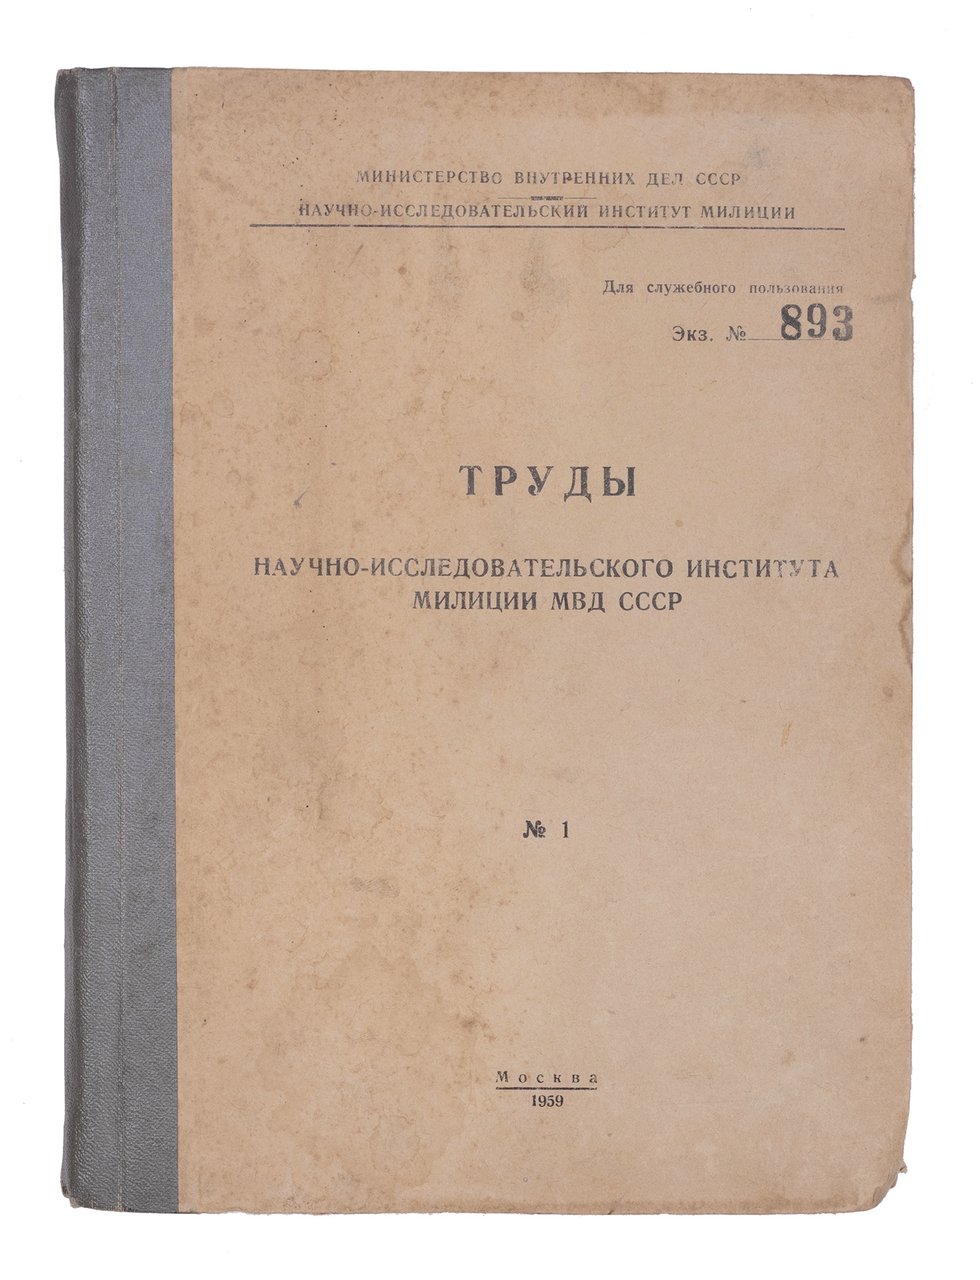 МИНИСТЕРСТВО ВНУТРЕННИХ ДЕЛ СССР
НАУЧНО-ИССЛЕДОВАТЕЛЬСКИЙ ИНСТИТУТ МИЛИЦИИ
Для служебного пользования
Экз. № 893
ТРУДЫ
НАУЧНО-ИССЛЕДОВАТЕЛЬСКОГО ИНСТИТУТА
МИЛИЦИИ МВД СССР
№ 1
Москва
1959